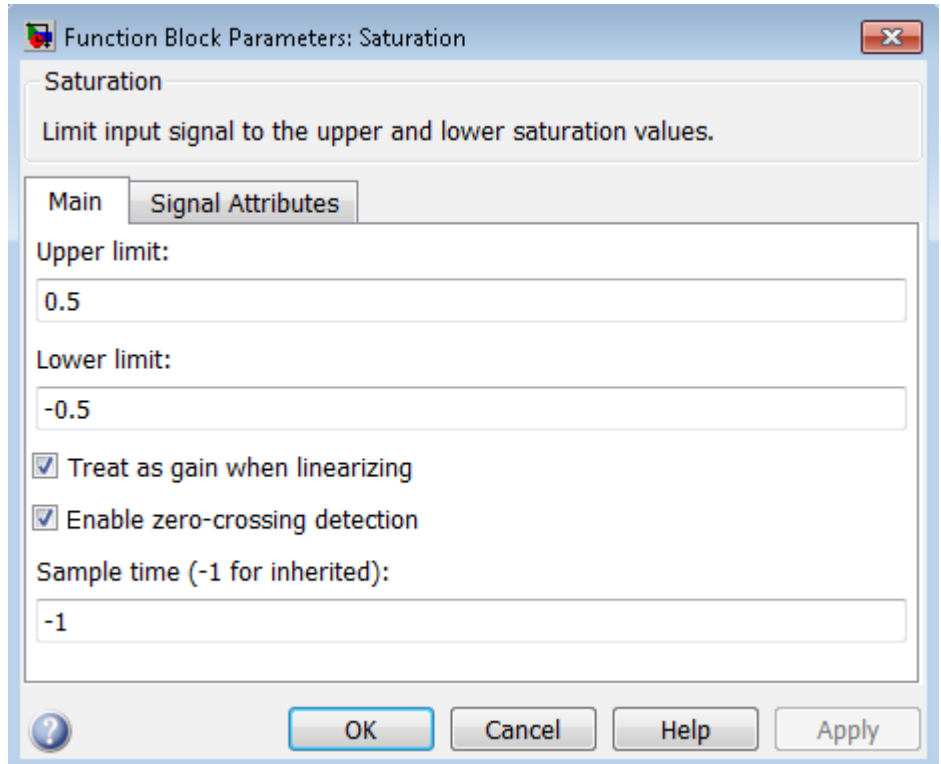 Function Block Parameters: Saturation
Saturation
Limit input signal to the upper and lower saturation values.
Main
Signal Attributes
Upper limit:
0.5
Lower limit:
-0.5
Treat as gain when linearizing
Enable zero-crossing detection
Sample time (-1 for inherited):
-1
? OK Cancel Help Apply